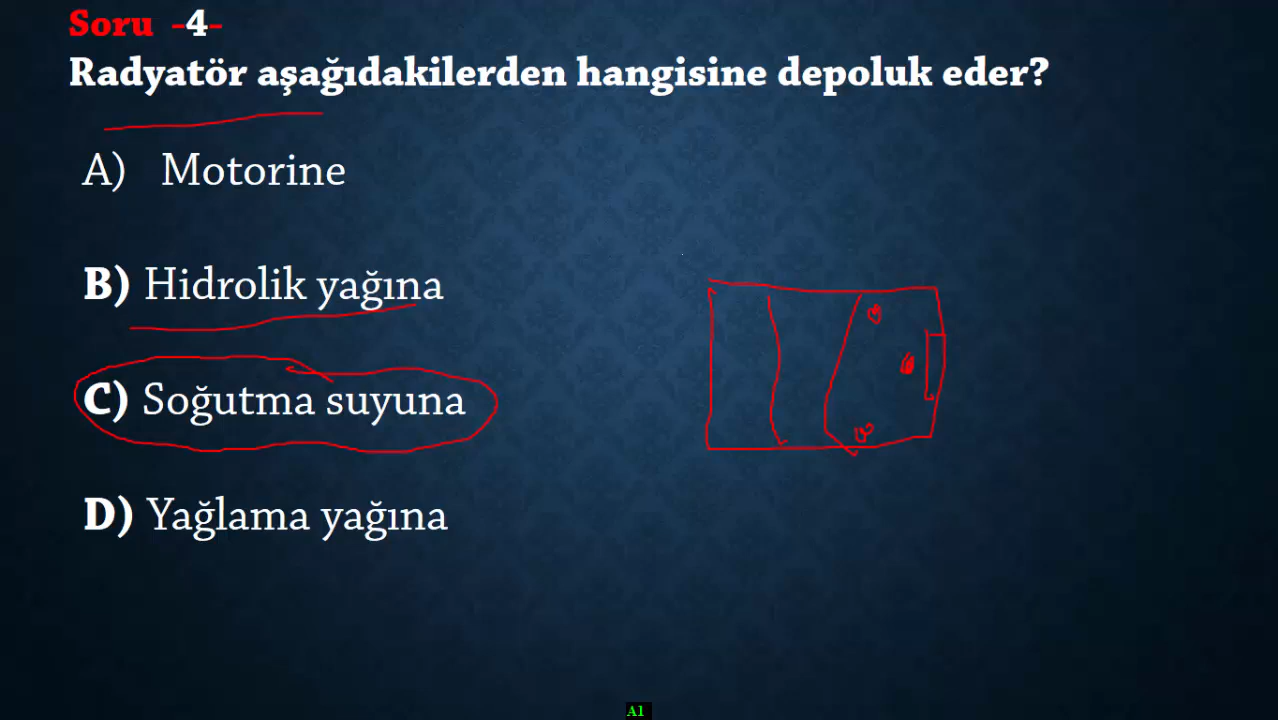 Soru -4-
Radyatör aşağıdakilerden hangisine depoluk eder?
A) Motorine
B) Hidrolik yağına
C) Soğutma suyuna
D) Yağlama yağına
A1